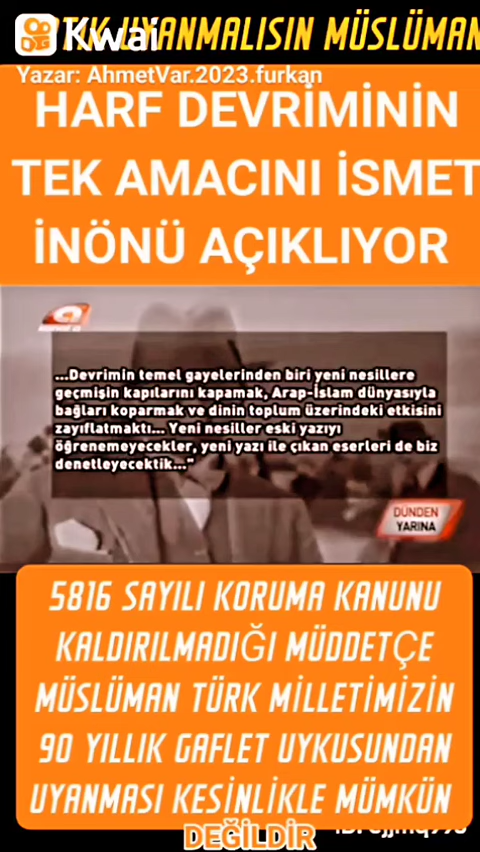 UYANMALISIN MÜSLÜMAN
Kwai
Yazar: AhmetVar.2023.furkan
HARF DEVRİMİNİN
TEK AMACINI İSMET
İNÖNÜ AÇIKLIYOR
...Devrimin temel gayelerinden biri yeni nesillere
geçmişin kapılarını kapamak, Arap-İslam dünyasıyla
bağları koparmak ve dinin toplum üzerindeki etkisini
zayıflatmaktı... Yeni nesiller eski yazıyı
öğrenemeyecekler, yeni yazı ile çıkan eserleri de biz
denetleyecektik..."
DÜNDEN
YARINA
5816 SAYILI KORUMA KANUNU
KALDIRILMADIĞI MÜDDETÇE
MÜSLÜMAN TÜRK MİLLETİMİZİN
90 YILLIK GAFLET UYKUSUNDAN
UYANMASI KESİNLİKLE MÜMKÜN
DEĞİLDİR